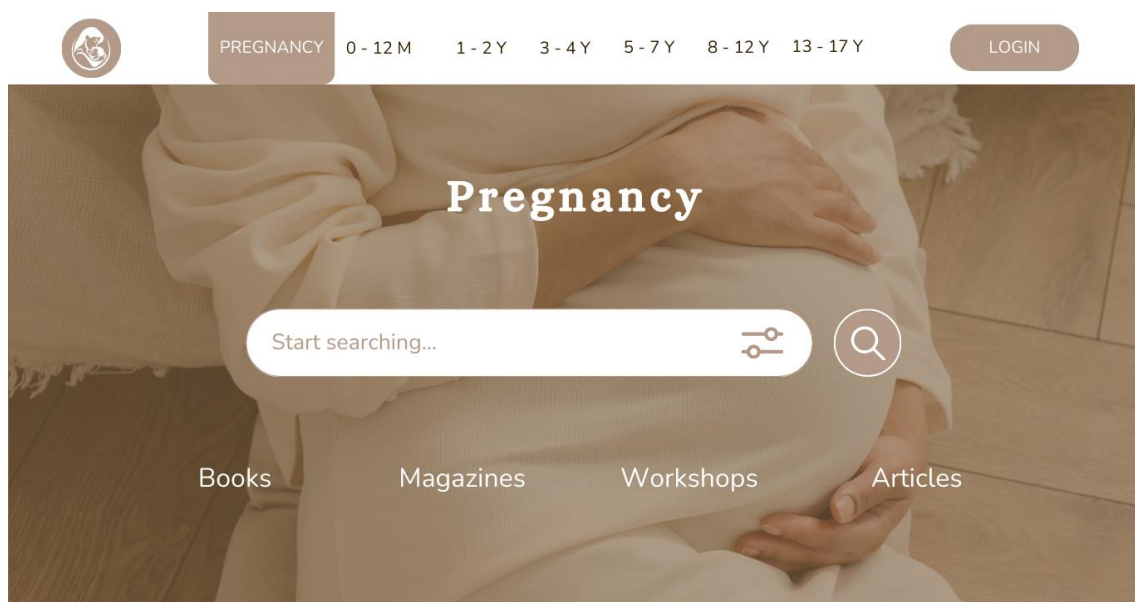 PREGNANCY 0 - 12 M 1 - 2 Y 3 - 4 Y 5 - 7 Y 8 - 12 Y 13 - 17 Y LOGIN
Pregnancy
Start searching...
Books Magazines Workshops Articles